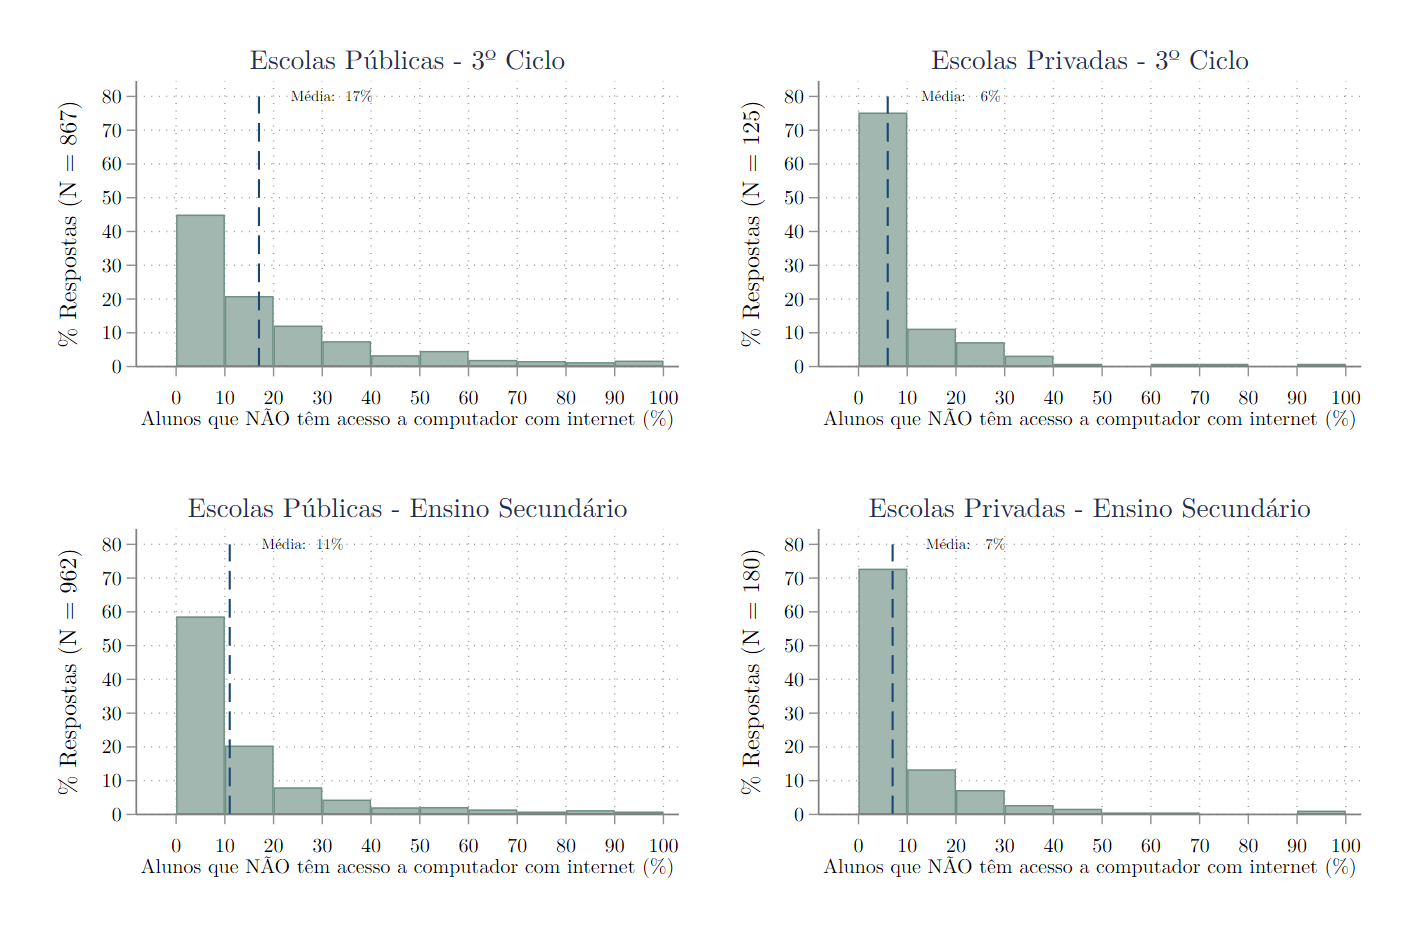 Escolas Públicas - 3º Ciclo
Média: 17%
% Respostas (N = 867)
80
70
60
50
40
30
20
10
0
0 10 20 30 40 50 60 70 80 90 100
Alunos que NÃO têm acesso a computador com internet (%)
Escolas Privadas - 3º Ciclo
Média: 6%
% Respostas (N = 125)
80
70
60
50
40
30
20
10
0
0 10 20 30 40 50 60 70 80 90 100
Alunos que NÃO têm acesso a computador com internet (%)
Escolas Públicas - Ensino Secundário
Média: 11%
% Respostas (N = 962)
80
70
60
50
40
30
20
10
0
0 10 20 30 40 50 60 70 80 90 100
Alunos que NÃO têm acesso a computador com internet (%)
Escolas Privadas - Ensino Secundário
Média: 7%
% Respostas (N = 180)
80
70
60
50
40
30
20
10
0
0 10 20 30 40 50 60 70 80 90 100
Alunos que NÃO têm acesso a computador com internet (%)